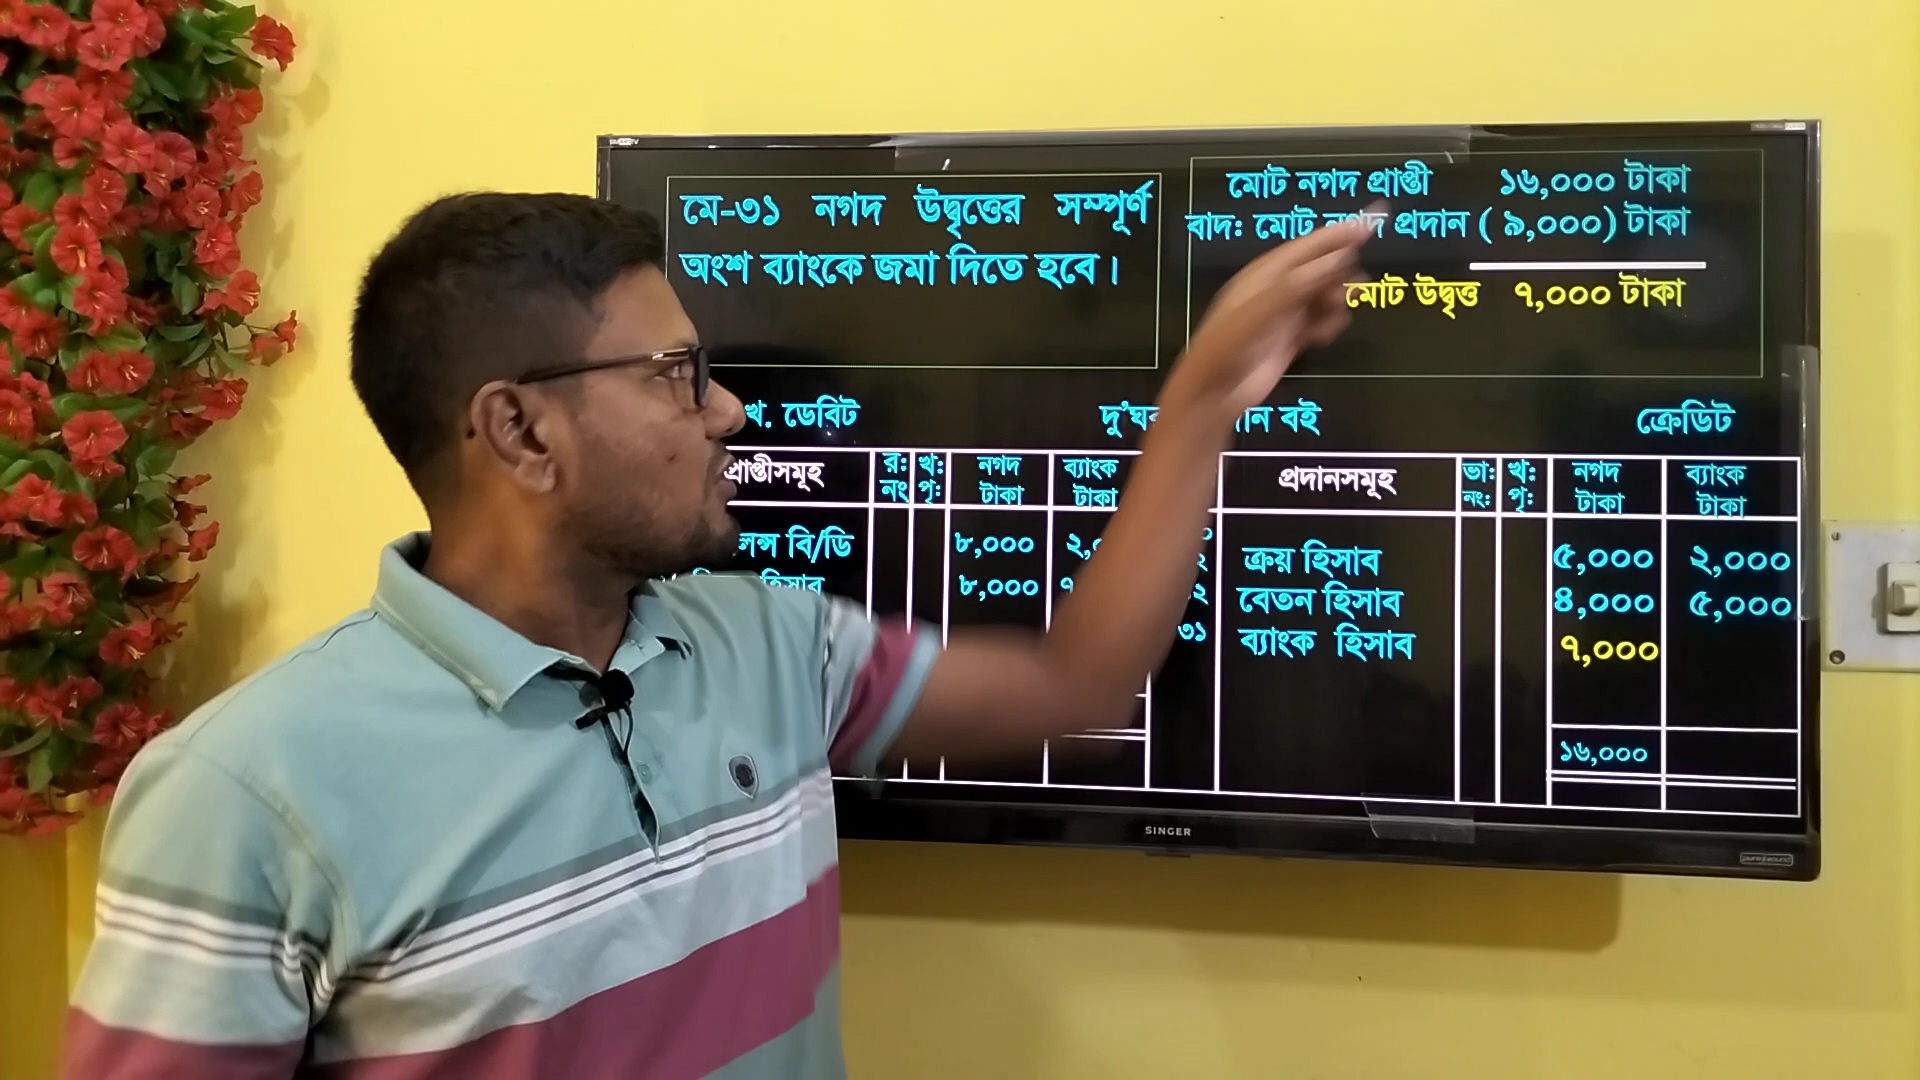 মে-৩১ নগদ উদ্বৃত্তের সম্পূর্ণ
অংশ ব্যাংকে জমা দিতে হবে।
মোট নগদ প্রাপ্তী ১৬,০০০ টাকা
বাদঃ মোট নগদ প্রদান (৯,০০০) টাকা
মোট উদ্বৃত্ত ৭,০০০ টাকা
খ. ডেবিট
বই
ক্রেডিট
প্রাপ্তীসমূহ র: নং খ: পৃ: নগদ টাকা ব্যাংক টাকা
প্রদানসমূহ ভা: নং: খ: পৃ: নগদ টাকা ব্যাংক টাকা
বি/ডি ৮,০০০
হিসাব ৮,০০০
ক্রয় হিসাব ৫,০০০ ২,০০০
বেতন হিসাব ৪,০০০ ৫,০০০
৩১ ব্যাংক হিসাব ৭,০০০
১৬,০০০
SINGER